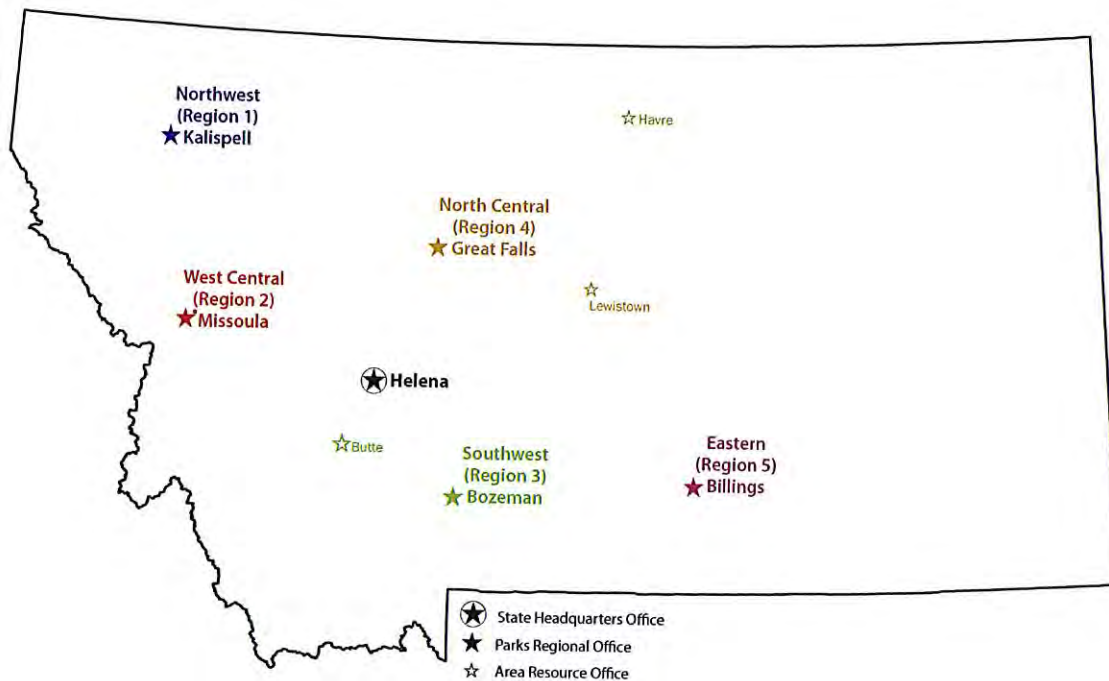 Northwest
(Region 1)
Kalispell
Havre
North Central
(Region 4)
Great Falls
West Central
(Region 2)
Missoula
Lewistown
Helena
Butte
Southwest
(Region 3)
Bozeman
Eastern
(Region 5)
Billings
State Headquarters Office
Parks Regional Office
Area Resource Office